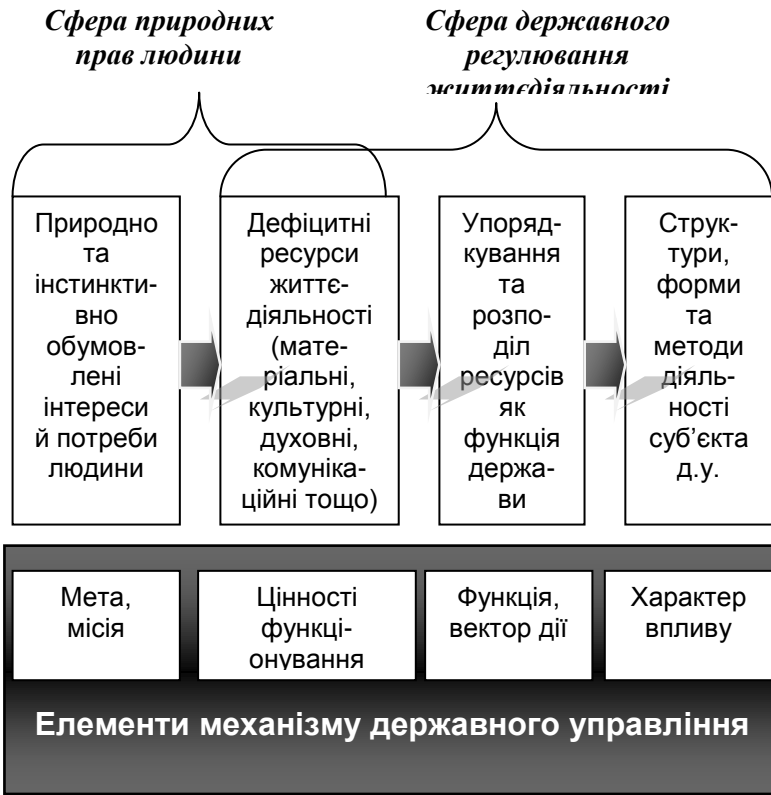 Сфера природних
прав людини
Сфера державного
регулювання
життєдіяльності
Природно
та
інстинкти-
вно
обумов-
лені
інтереси
й потреби
людини
Дефіцитні
ресурси
життє-
діяльності
(мате-
ріальні,
культурні,
духовні,
комуніка-
ційні тощо)
Упоряд-
кування
та
розпо-
діл
ресурсів
як
функція
держа-
ви
Струк-
тури,
форми
та
методи
діяль-
ності
суб’єкта
д.у.
Мета,
місія
Цінності
функці-
онування
Функція,
вектор дії
Характер
впливу
Елементи механізму державного управління